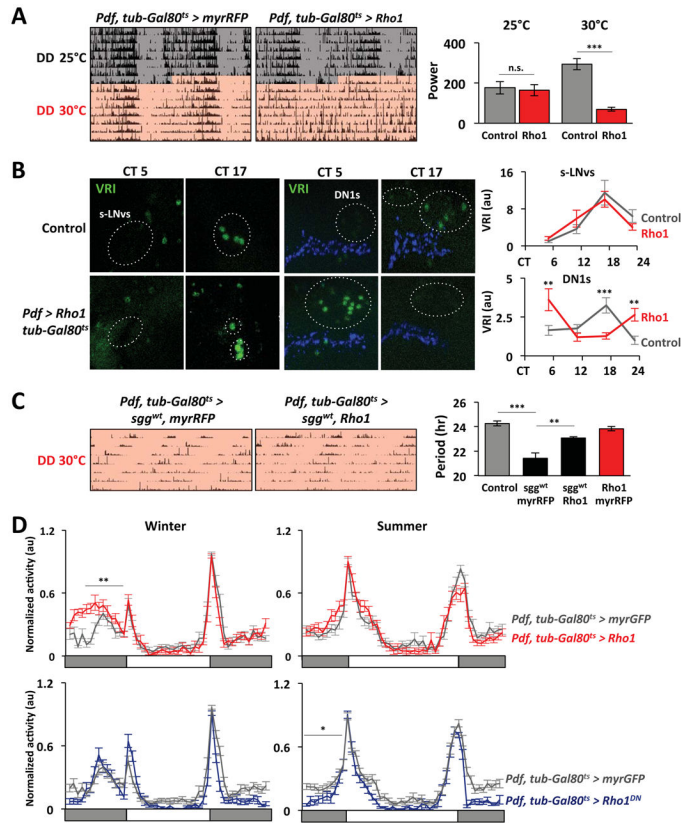 A
Pdf, tub-Gal80ts > myrRFP
Pdf, tub-Gal80ts > Rho1
DD 25°C
DD 30°C
25°C
30°C
Power
400
200
0
n.s.
***
Control Rho1
Control Rho1
B
CT 5
CT 17
CT 5
CT 17
VRI
s-LNvs
VRI
DN1s
Control
Pdf > Rho1
tub-Gal80ts
s-LNvs
VRI (au)
16
8
0
Control
Rho1
CT 6 12 18 24
DN1s
VRI (au)
5
2.5
0
**
***
**
Rho1
Control
CT 6 12 18 24
C
Pdf, tub-Gal80ts >
sggwt, myrRFP
Pdf, tub-Gal80ts >
sggwt, Rho1
DD 30°C
Period (hr)
26
24
22
20
***
**
Control
sggwt
myrRFP
sggwt
Rho1
Rho1
myrRFP
D
Winter
Summer
Normalized activity (au)
1.2
0.6
0
**
1.2
0.6
0
Pdf, tub-Gal80ts > myrGFP
Pdf, tub-Gal80ts > Rho1
Normalized activity (au)
1.2
0.6
0
1.2
0.6
0
*
Pdf, tub-Gal80ts > myrGFP
Pdf, tub-Gal80ts > Rho1DN